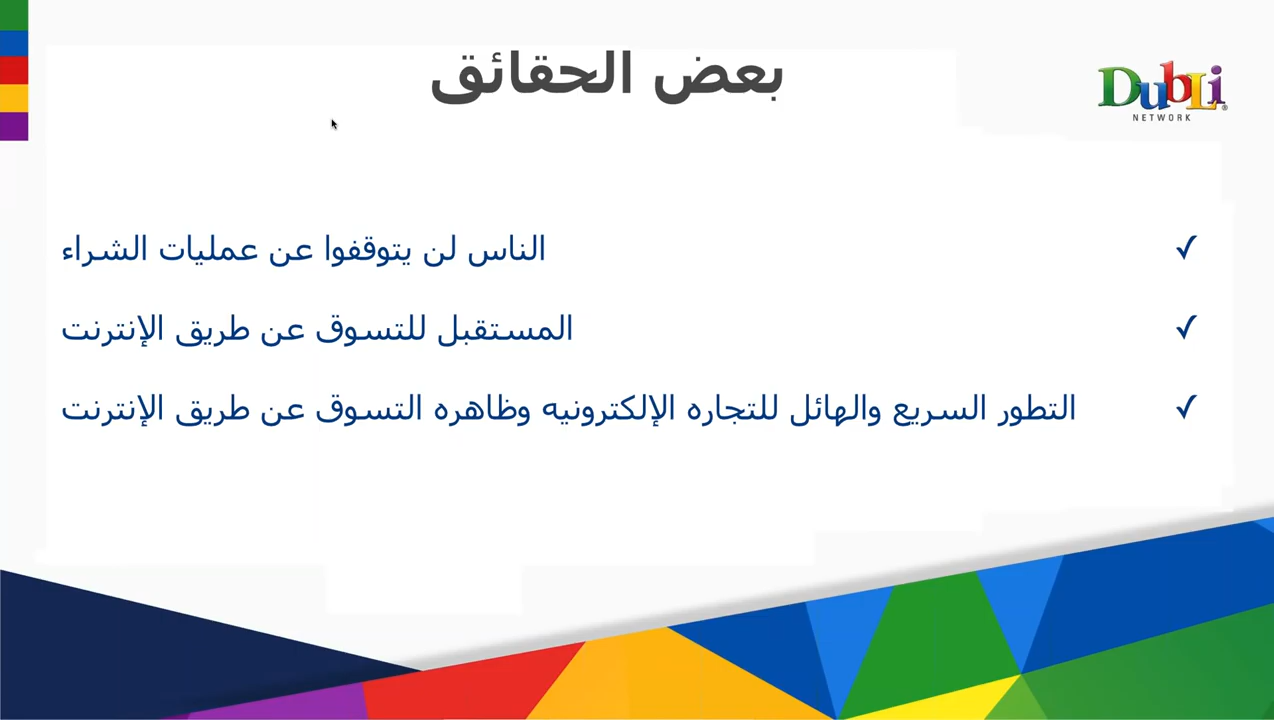 بعض الحقائق
DubLi®
NETWORK
✓ الناس لن يتوقفوا عن عمليات الشراء
✓ المستقبل للتسوق عن طريق الإنترنت
✓ التطور السريع والهائل للتجاره الإلكترونيه وظاهره التسوق عن طريق الإنترنت